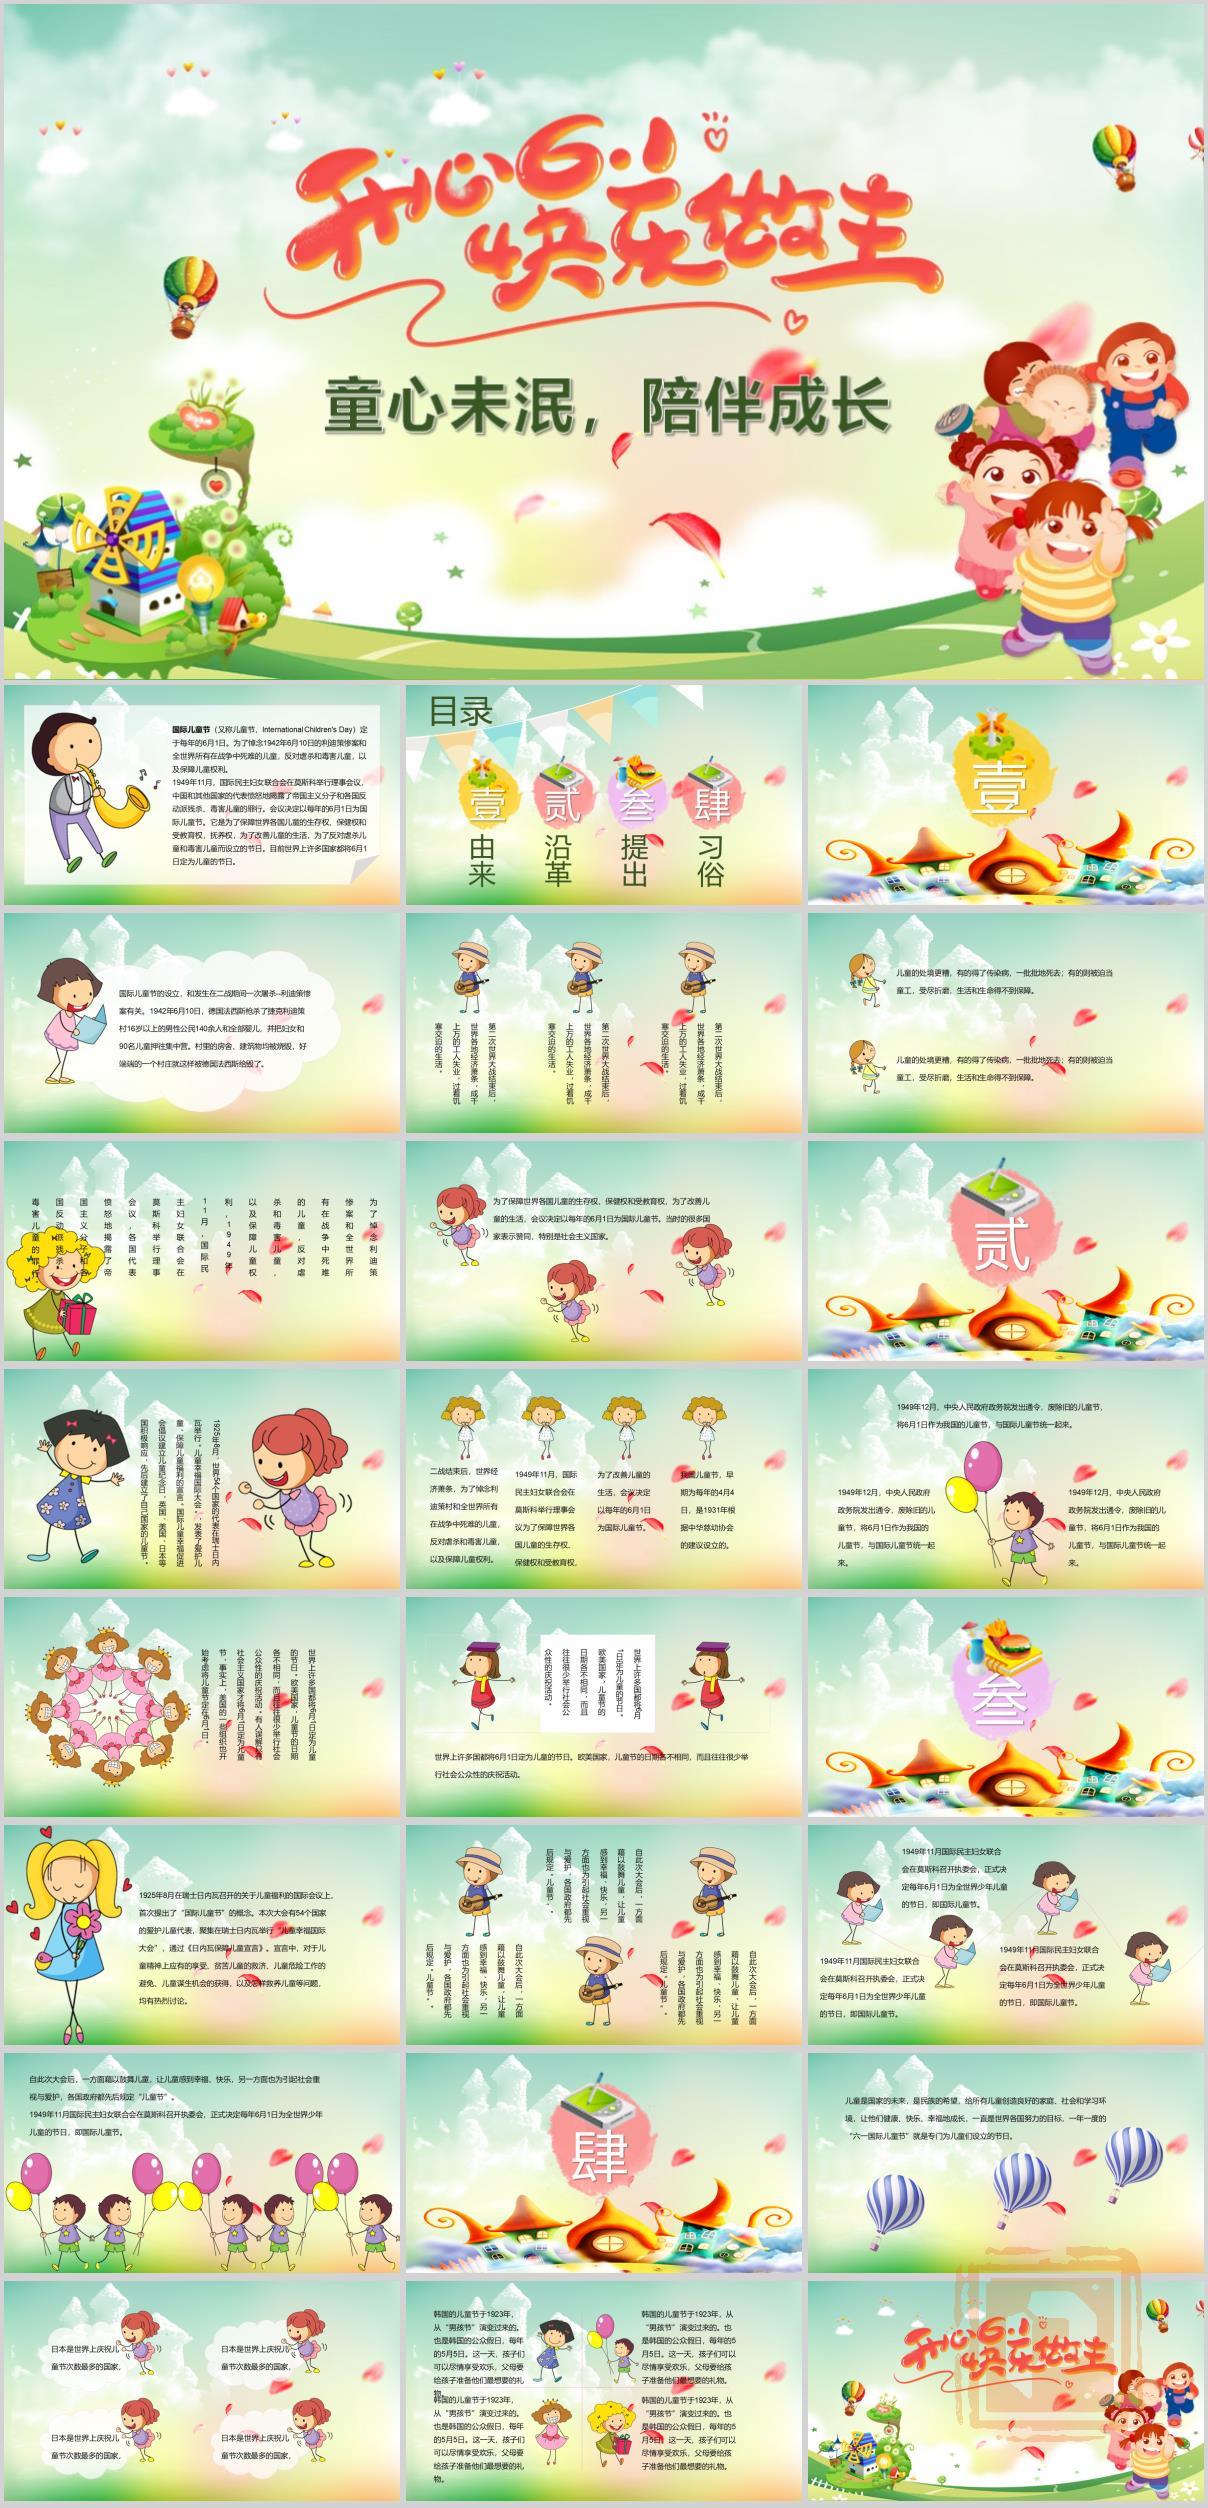 开心6.1
快乐做主
童心未泯，陪伴成长
国际儿童节（又称儿童节，International Children's Day）定
于每年的6月1日。为了悼念1942年6月10日的利迪策惨案和
全世界所有在战争中死难的儿童，反对虐杀和毒害儿童，以
及保障儿童权利。
1949年11月，国际民主妇女联合会在莫斯科举行理事会议，
中国和其他国家的代表愤怒地揭露了帝国主义分子和各国反
动派残杀、毒害儿童的罪行。会议决定以每年的6月1日为国
际儿童节。它是为了保障世界各国儿童的生存权、保健权和
受教育权，抚养权，为了改善儿童的生活，为了反对虐杀儿
童和毒害儿童而设立的节日。目前世界上许多国家都将6月1
日定为儿童的节日。
目录
壹
贰
叁
肆
由来
沿革
提出
习俗
壹
国际儿童节的设立，和发生在二战期间一次屠杀--利迪策惨
案有关。1942年6月10日，德国法西斯枪杀了捷克利迪策
村16岁以上的男性公民140余人和全部婴儿，并把妇女和
90名儿童押往集中营。村里的房舍、建筑物均被烧毁，好
端端的一个村庄就这样被德国法西斯给毁了。
第二次世界大战结束后，
世界各地经济萧条，成千
上万的工人失业，过着饥
寒交迫的生活。
第二次世界大战结束后，
世界各地经济萧条，成千
上万的工人失业，过着饥
寒交迫的生活。
第二次世界大战结束后，
世界各地经济萧条，成千
上万的工人失业，过着饥
寒交迫的生活。
儿童的处境更糟，有的得了传染病，一批批地死去；有的则被迫当
童工，受尽折磨，生活和生命得不到保障。
儿童的处境更糟，有的得了传染病，一批批地死去；有的则被迫当
童工，受尽折磨，生活和生命得不到保障。
为了悼念利迪策
惨案和全世界所
有在战争中死难
的儿童，反对虐
杀和毒害儿童，
以及保障儿童权
利，1949年
11月，国际民
主妇女联合会在
莫斯科举行理事
会议，各国代表
愤怒地揭露了帝
国主义分子和各
国反动派残杀、
毒害儿童的罪行
为了保障世界各国儿童的生存权、保健权和受教育权，为了改善儿
童的生活，会议决定以每年的6月1日为国际儿童节。当时的很多国
家表示赞同，特别是社会主义国家。
贰
1925年8月，世界54个国家的代表在瑞士日内
瓦举行“儿童幸福国际大会，”发表了爱护儿
童、保障儿童福利的宣言。国际儿童幸福促进
会倡议建立儿童纪念日，英国、美国、日本等
国积极响应，先后建立了自己国家的儿童节。
二战结束后，世界经
济萧条，为了悼念利
迪策村和全世界所有
在战争中死难的儿童，
反对虐杀和毒害儿童，
以及保障儿童权利。
1949年11月，国际
民主妇女联合会在
莫斯科举行理事会
议为了保障世界各
国儿童的生存权、
保健权和受教育权，
为了改善儿童的
生活，会议决定
以每年的6月1日
为国际儿童节。
我国儿童节，早
期为每年的4月4
日，是1931年根
据中华慈幼协会
的建议设立的。
1949年12月，中央人民政府政务院发出通令，废除旧的儿童节，
将6月1日作为我国的儿童节，与国际儿童节统一起来。
1949年12月，中央人民政府
政务院发出通令，废除旧的儿
童节，将6月1日作为我国的
儿童节，与国际儿童节统一起
来。
1949年12月，中央人民政府
政务院发出通令，废除旧的儿
童节，将6月1日作为我国的
儿童节，与国际儿童节统一起
来。
世界上许多国都将6月1日定为儿童
的节日。欧美国家，儿童节的日期
各不相同，而且往往很少举行社会
公众性的庆祝活动。有人误解只有
社会主义国家才将6月1日定为儿童
节，事实上，美国的一些组织也开
始考虑将儿童节定在6月1日。
世界上许多国都将6月
1日定为儿童的节日。
欧美国家，儿童节的
日期各不相同，而且
往往很少举行社会公
众性的庆祝活动。
世界上许多国都将6月1日定为儿童的节日。欧美国家，儿童节的日期各不相同，而且往往很少举
行社会公众性的庆祝活动。
叁
1925年8月在瑞士日内瓦召开的关于儿童福利的国际会议上，
首次提出了“国际儿童节”的概念。本次大会有54个国家
的爱护儿童代表，聚集在瑞士日内瓦举行“儿童幸福国际
大会”，通过《日内瓦保障儿童宣言》。宣言中，对于儿
童精神上应有的享受、贫苦儿童的救济、儿童危险工作的
避免、儿童谋生机会的获得、以及怎样救养儿童等问题，
均有热烈讨论。
自此次大会后，一方面
藉以鼓舞儿童，让儿童
感到幸福、快乐，另一
方面也为引起社会重视
与爱护，各国政府都先
后规定“儿童节”。
自此次大会后，一方面
藉以鼓舞儿童，让儿童
感到幸福、快乐，另一
方面也为引起社会重视
与爱护，各国政府都先
后规定“儿童节”。
自此次大会后，一方面
藉以鼓舞儿童，让儿童
感到幸福、快乐，另一
方面也为引起社会重视
与爱护，各国政府都先
后规定“儿童节”。
1949年11月国际民主妇女联合
会在莫斯科召开执委会，正式决
定每年6月1日为全世界少年儿童
的节日，即国际儿童节。
1949年11月国际民主妇女联合
会在莫斯科召开执委会，正式决
定每年6月1日为全世界少年儿童
的节日，即国际儿童节。
1949年11月国际民主妇女联合
会在莫斯科召开执委会，正式决
定每年6月1日为全世界少年儿童
的节日，即国际儿童节。
自此次大会后，一方面藉以鼓舞儿童，让儿童感到幸福、快乐，另一方面也为引起社会重
视与爱护，各国政府都先后规定“儿童节”。
1949年11月国际民主妇女联合会在莫斯科召开执委会，正式决定每年6月1日为全世界少年
儿童的节日，即国际儿童节。
肆
儿童是国家的未来，是民族的希望，给所有儿童创造良好的家庭、社会和学习环
境，让他们健康、快乐、幸福地成长，一直是世界各国努力的目标，一年一度的
“六一国际儿童节”就是专门为儿童们设立的节日。
日本是世界上庆祝儿
童节次数最多的国家，
日本是世界上庆祝儿
童节次数最多的国家，
日本是世界上庆祝儿
童节次数最多的国家，
日本是世界上庆祝儿
童节次数最多的国家，
韩国的儿童节于1923年，
从“男孩节”演变过来的。
也是韩国的公众假日，每年
的5月5日。这一天，孩子们
可以尽情享受欢乐，父母要
给孩子准备他们最想要的礼
物。
韩国的儿童节于1923年，从
“男孩节”演变过来的。也
是韩国的公众假日，每年的5
月5日。这一天，孩子们可以
尽情享受欢乐，父母要给孩
子准备他们最想要的礼物。
韩国的儿童节于1923年，
从“男孩节”演变过来的。
也是韩国的公众假日，每年
的5月5日。这一天，孩子们
可以尽情享受欢乐，父母要
给孩子准备他们最想要的礼
物。
韩国的儿童节于1923年，从
“男孩节”演变过来的。也
是韩国的公众假日，每年的5
月5日。这一天，孩子们可以
尽情享受欢乐，父母要给孩
子准备他们最想要的礼物。
开心6.1
快乐做主